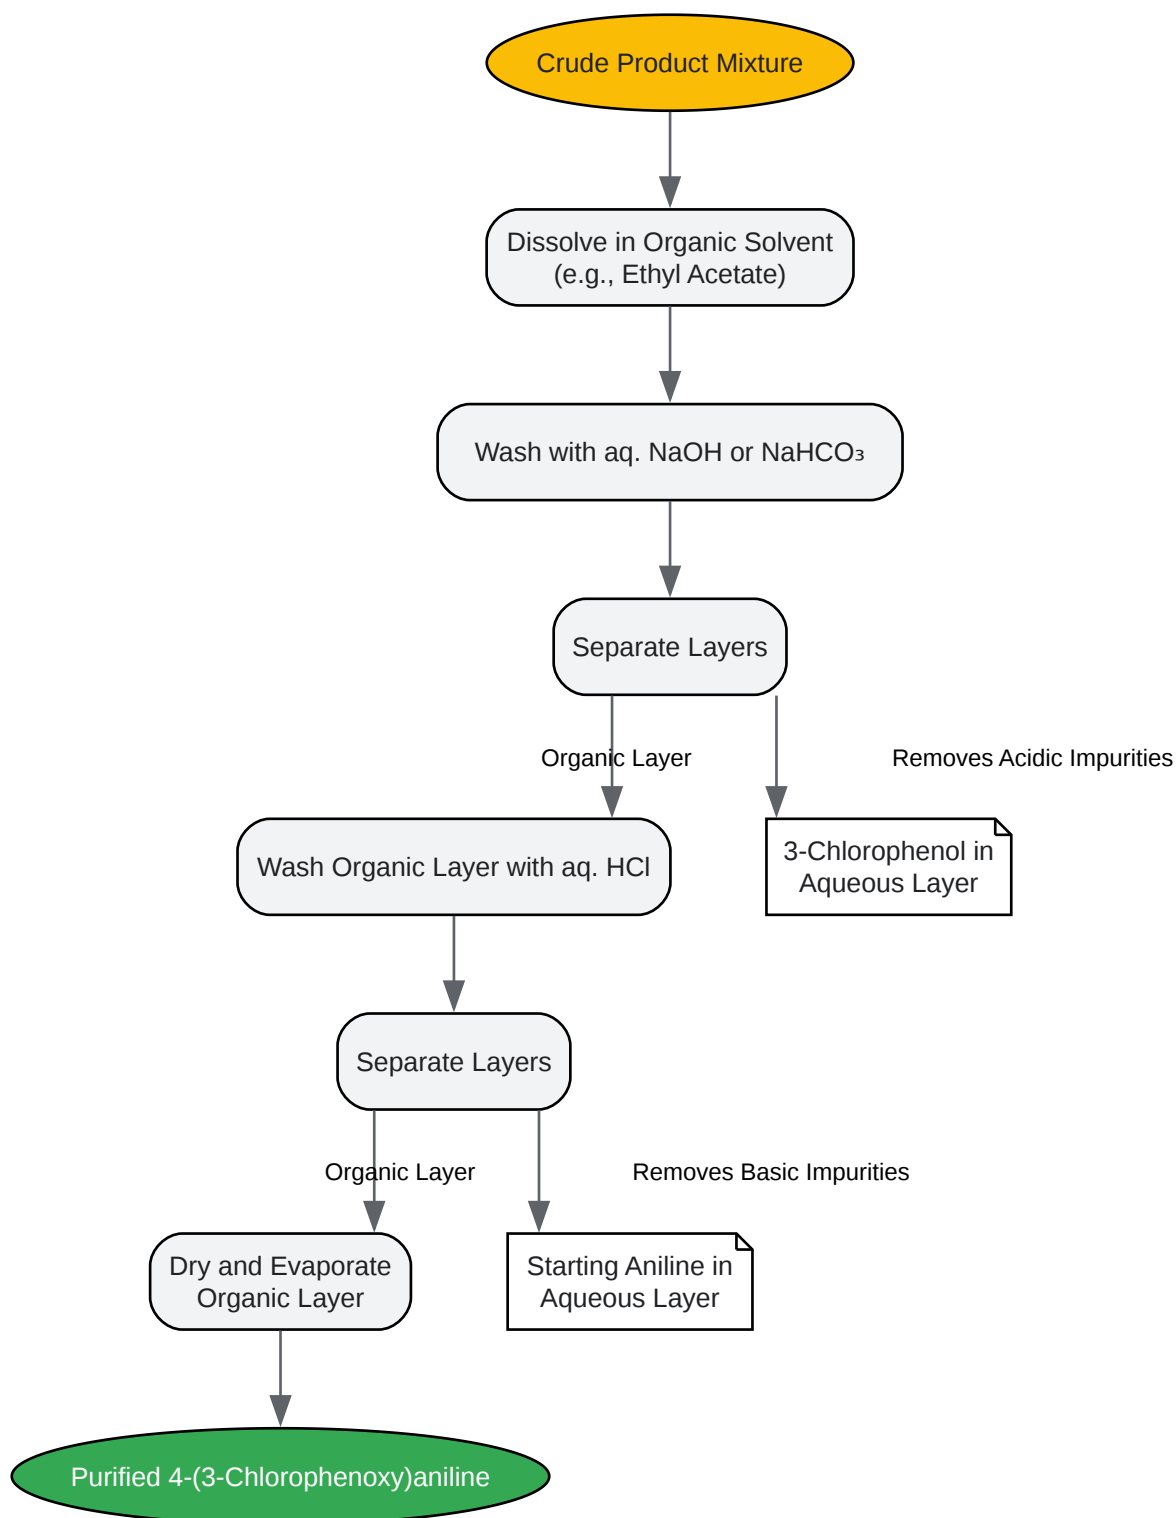 Crude Product Mixture
Dissolve in Organic Solvent
(e.g., Ethyl Acetate)
Wash with aq. NaOH or NaHCO₃
Separate Layers
Organic Layer
Removes Acidic Impurities
Wash Organic Layer with aq. HCl
3-Chlorophenol in
Aqueous Layer
Separate Layers
Organic Layer
Removes Basic Impurities
Dry and Evaporate
Organic Layer
Starting Aniline in
Aqueous Layer
Purified 4-(3-Chlorophenoxy)aniline